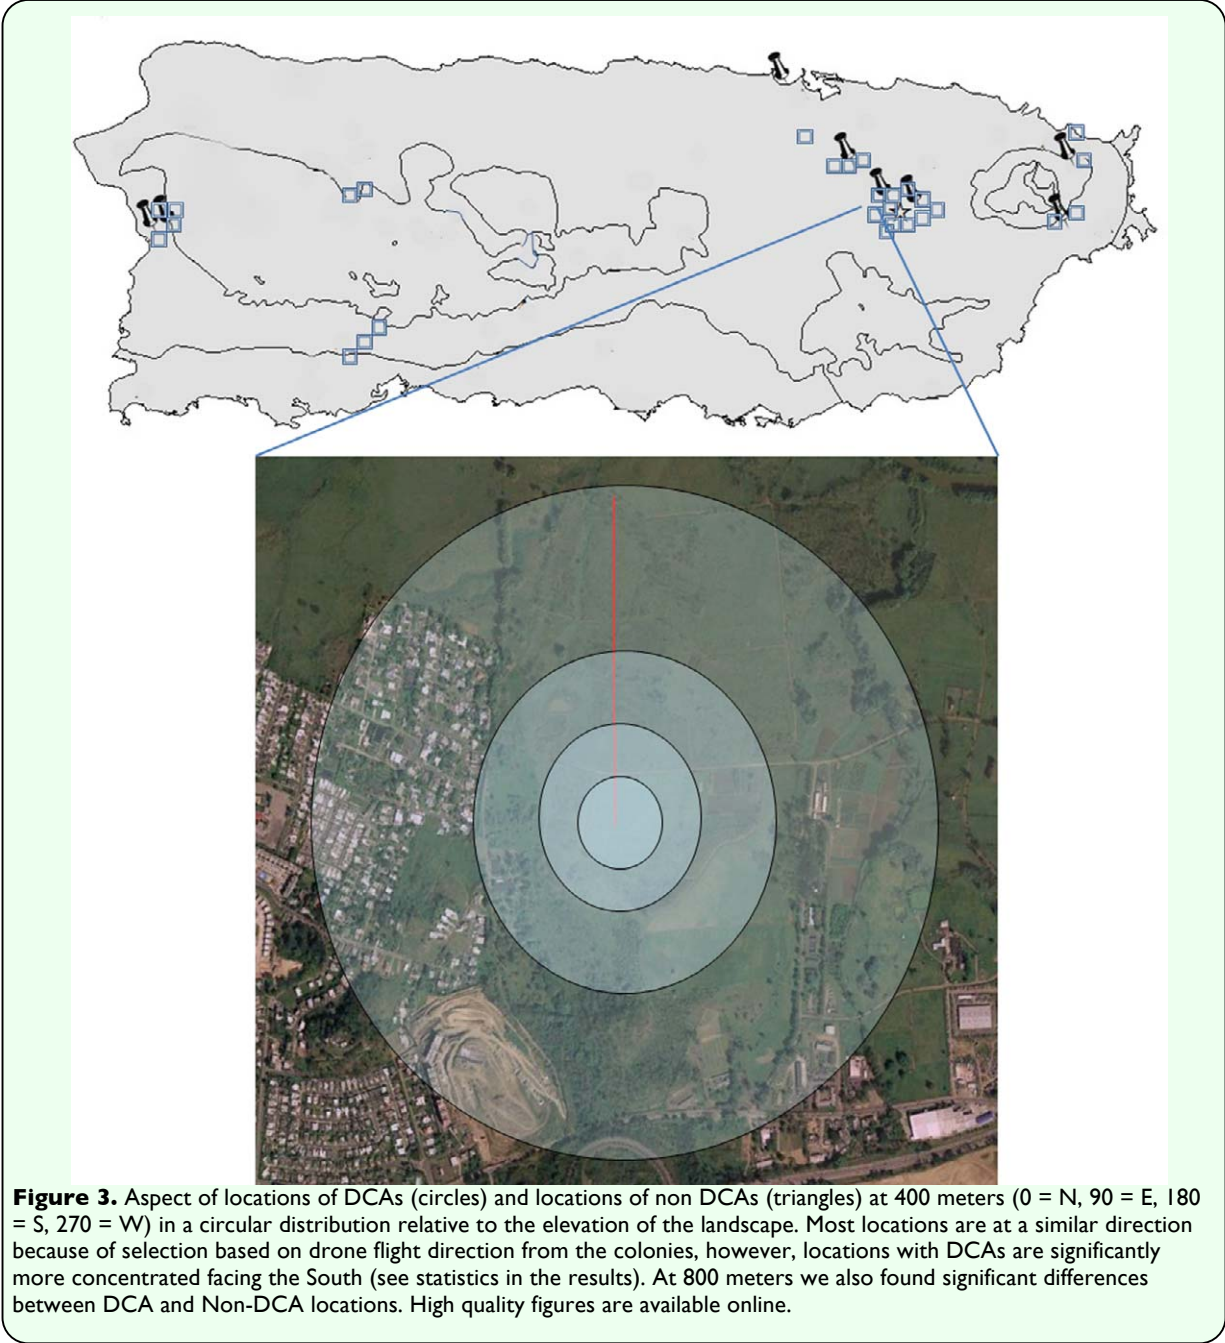 Figure 3. Aspect of locations of DCAs (circles) and locations of non DCAs (triangles) at 400 meters (0 = N, 90 = E, 180
= S, 270 = W) in a circular distribution relative to the elevation of the landscape. Most locations are at a similar direction
because of selection based on drone flight direction from the colonies, however, locations with DCAs are significantly
more concentrated facing the South (see statistics in the results). At 800 meters we also found significant differences
between DCA and Non-DCA locations. High quality figures are available online.